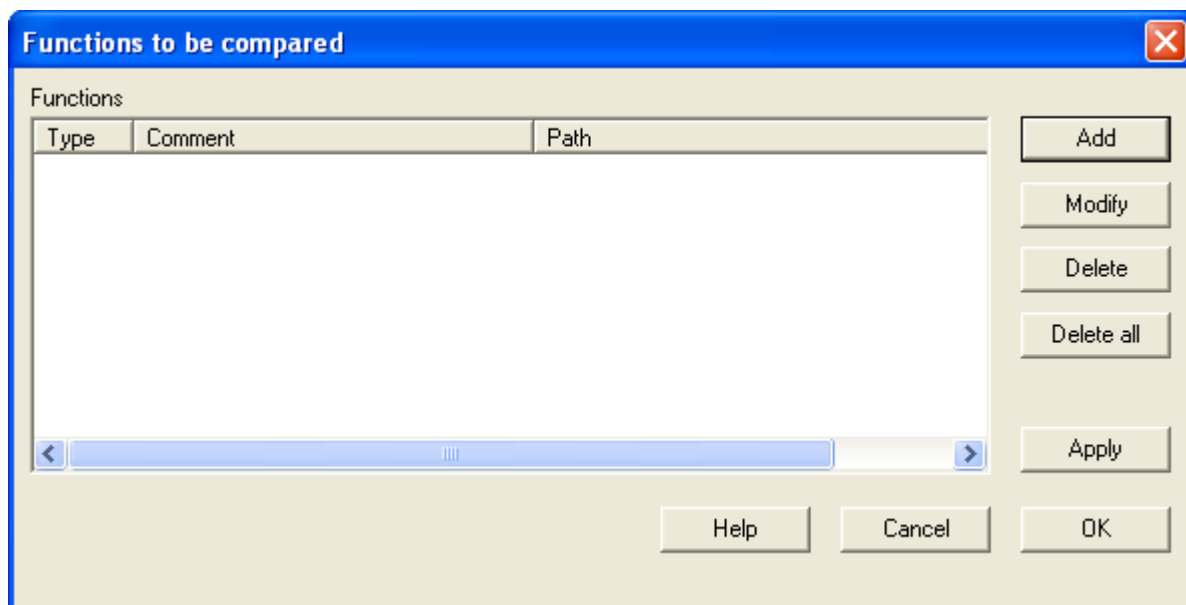 Functions to be compared
Functions
Type Comment Path
Add
Modify
Delete
Delete all
Apply
Help Cancel OK